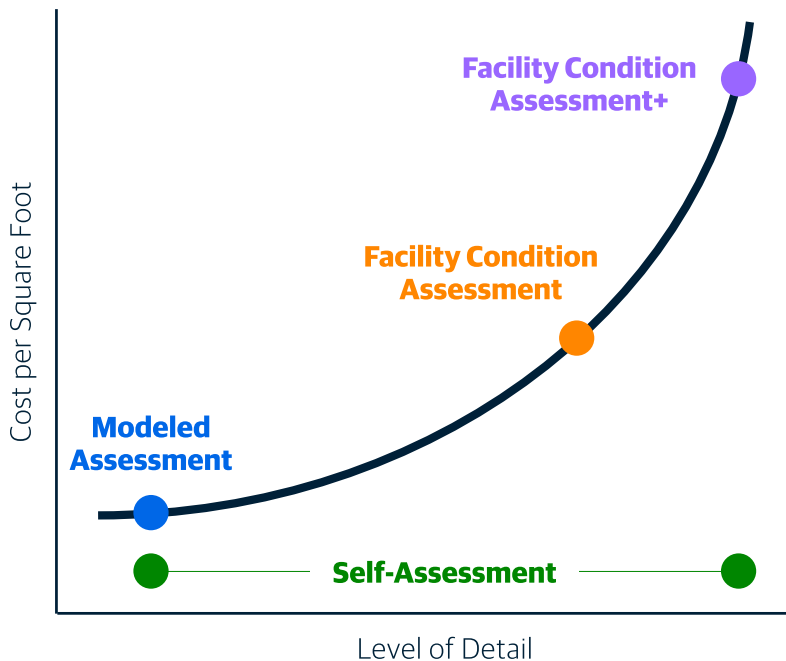 Facility Condition
Assessment+
Cost per Square Foot
Facility Condition
Assessment
Modeled
Assessment
Self-Assessment
Level of Detail